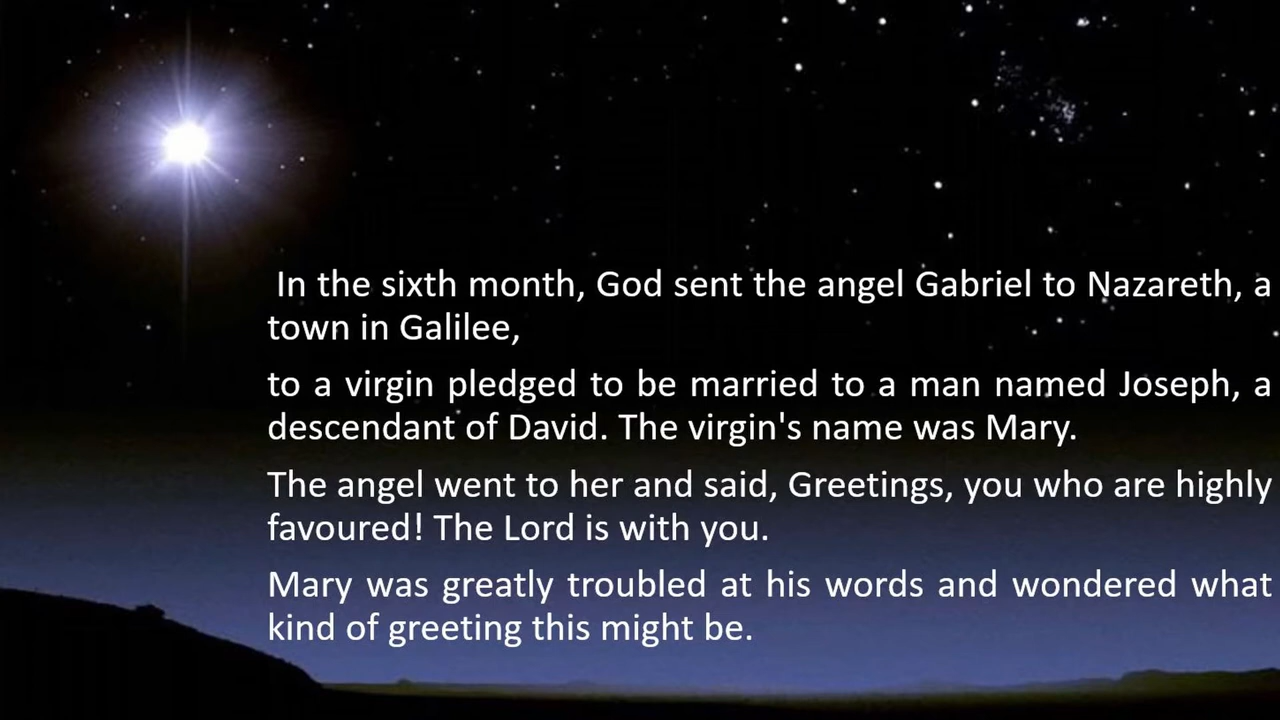 In the sixth month, God sent the angel Gabriel to Nazareth, a
town in Galilee,
to a virgin pledged to be married to a man named Joseph, a
descendant of David. The virgin's name was Mary.
The angel went to her and said, Greetings, you who are highly
favoured! The Lord is with you.
Mary was greatly troubled at his words and wondered what
kind of greeting this might be.